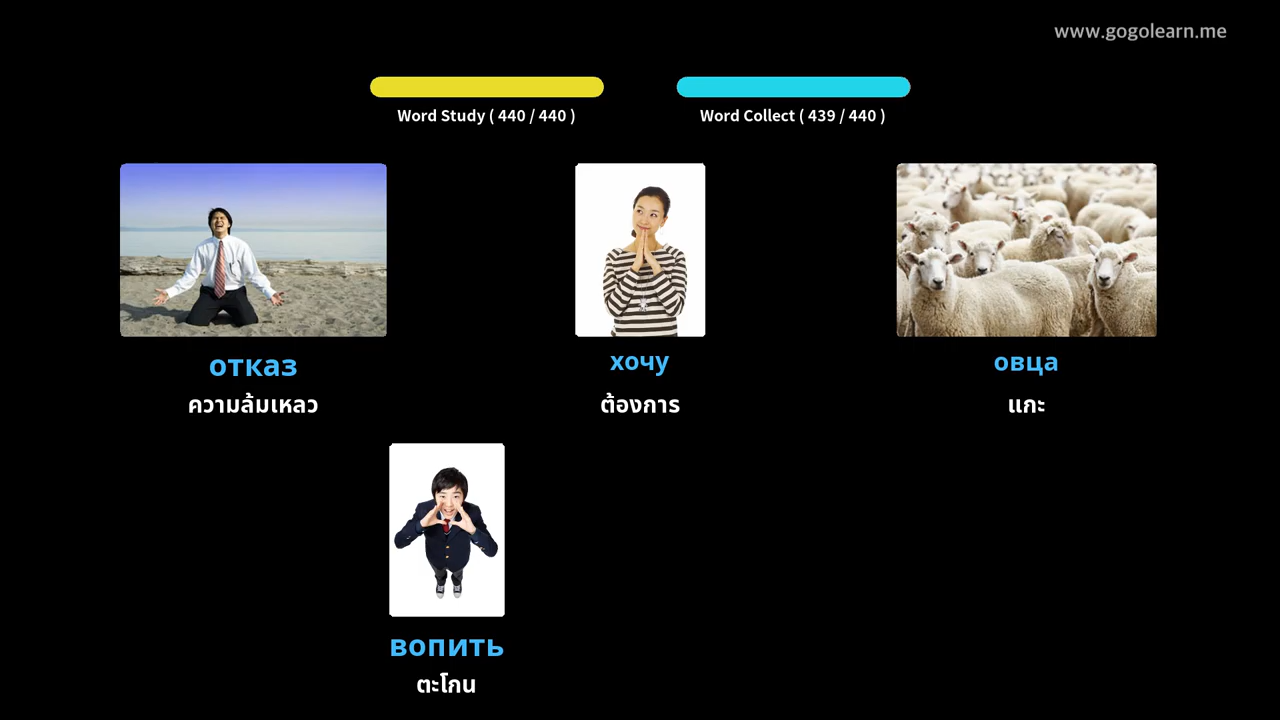 www.gogolearn.me
Word Study ( 440 / 440 )
Word Collect ( 439 / 440 )
отказ
хочу
овца
ความล้มเหลว
ต้องการ
แกะ
вопить
ตะโกน